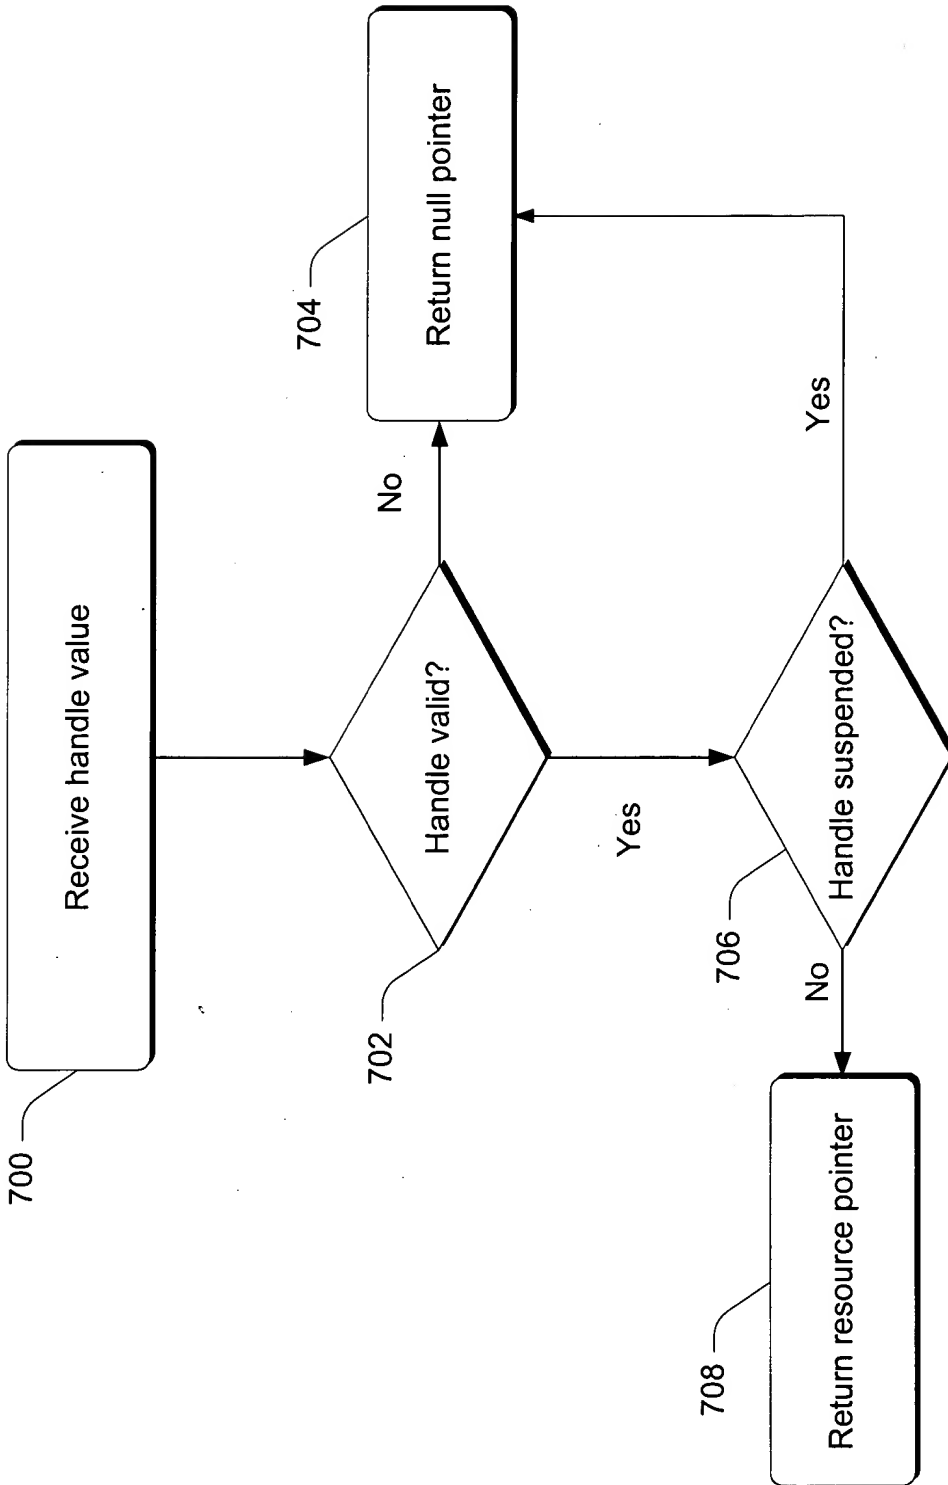 700
Receive handle value
702
Handle valid?
No
704
Return null pointer
Yes
706
Handle suspended?
Yes
No
708
Return resource pointer